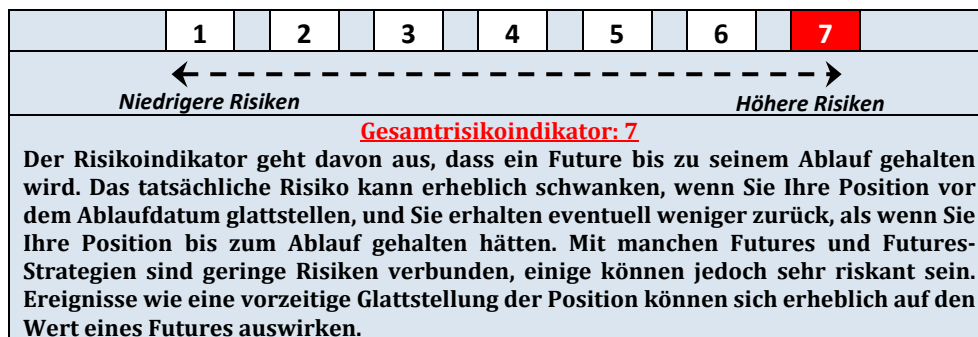 1 2 3 4 5 6 7
Niedrigere Risiken Höhere Risiken
Gesamtrisikoindikator: 7
Der Risikoindikator geht davon aus, dass ein Future bis zu seinem Ablauf gehalten
wird. Das tatsächliche Risiko kann erheblich schwanken, wenn Sie Ihre Position vor
dem Ablaufdatum glattstellen, und Sie erhalten eventuell weniger zurück, als wenn Sie
Ihre Position bis zum Ablauf gehalten hätten. Mit manchen Futures und Futures-
Strategien sind geringe Risiken verbunden, einige können jedoch sehr riskant sein.
Ereignisse wie eine vorzeitige Glattstellung der Position können sich erheblich auf den
Wert eines Futures auswirken.